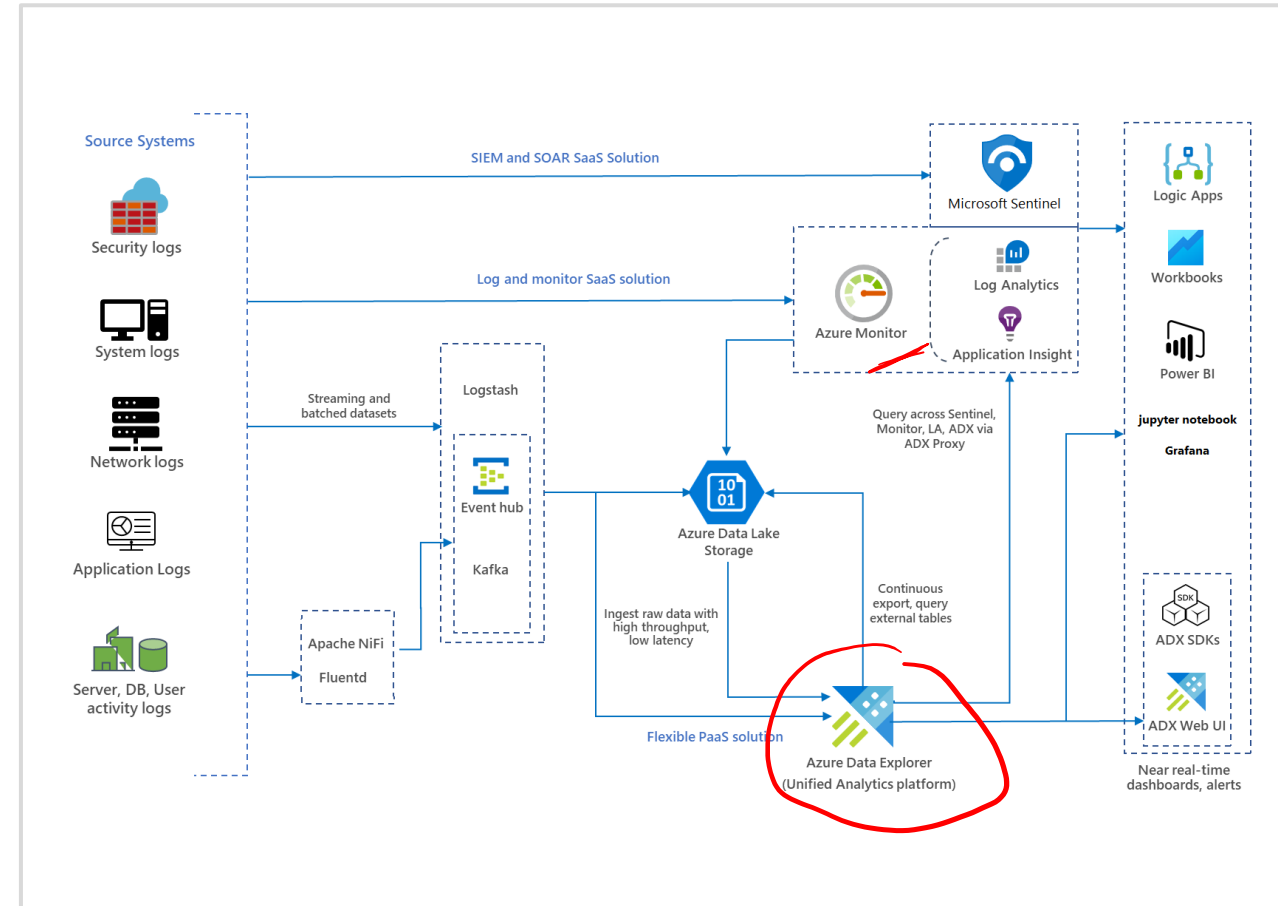 Source Systems
Security logs
System logs
Network logs
Application Logs
Server, DB, User
activity logs
SIEM and SOAR SaaS Solution
Log and monitor SaaS solution
Streaming and
batched datasets
Apache NiFi
Fluentd
Logstash
Event hub
Kafka
Microsoft Sentinel
Azure Monitor
Log Analytics
Application Insight
Query across Sentinel,
Monitor, LA, ADX via
ADX Proxy
10
01
Azure Data Lake
Storage
Ingest raw data with
high throughput,
low latency
Continuous
export, query
external tables
Flexible PaaS solution
Azure Data Explorer
(Unified Analytics platform)
Logic Apps
Workbooks
Power BI
jupyter notebook
Grafana
SDK
ADX SDKs
ADX Web UI
Near real-time
dashboards, alerts